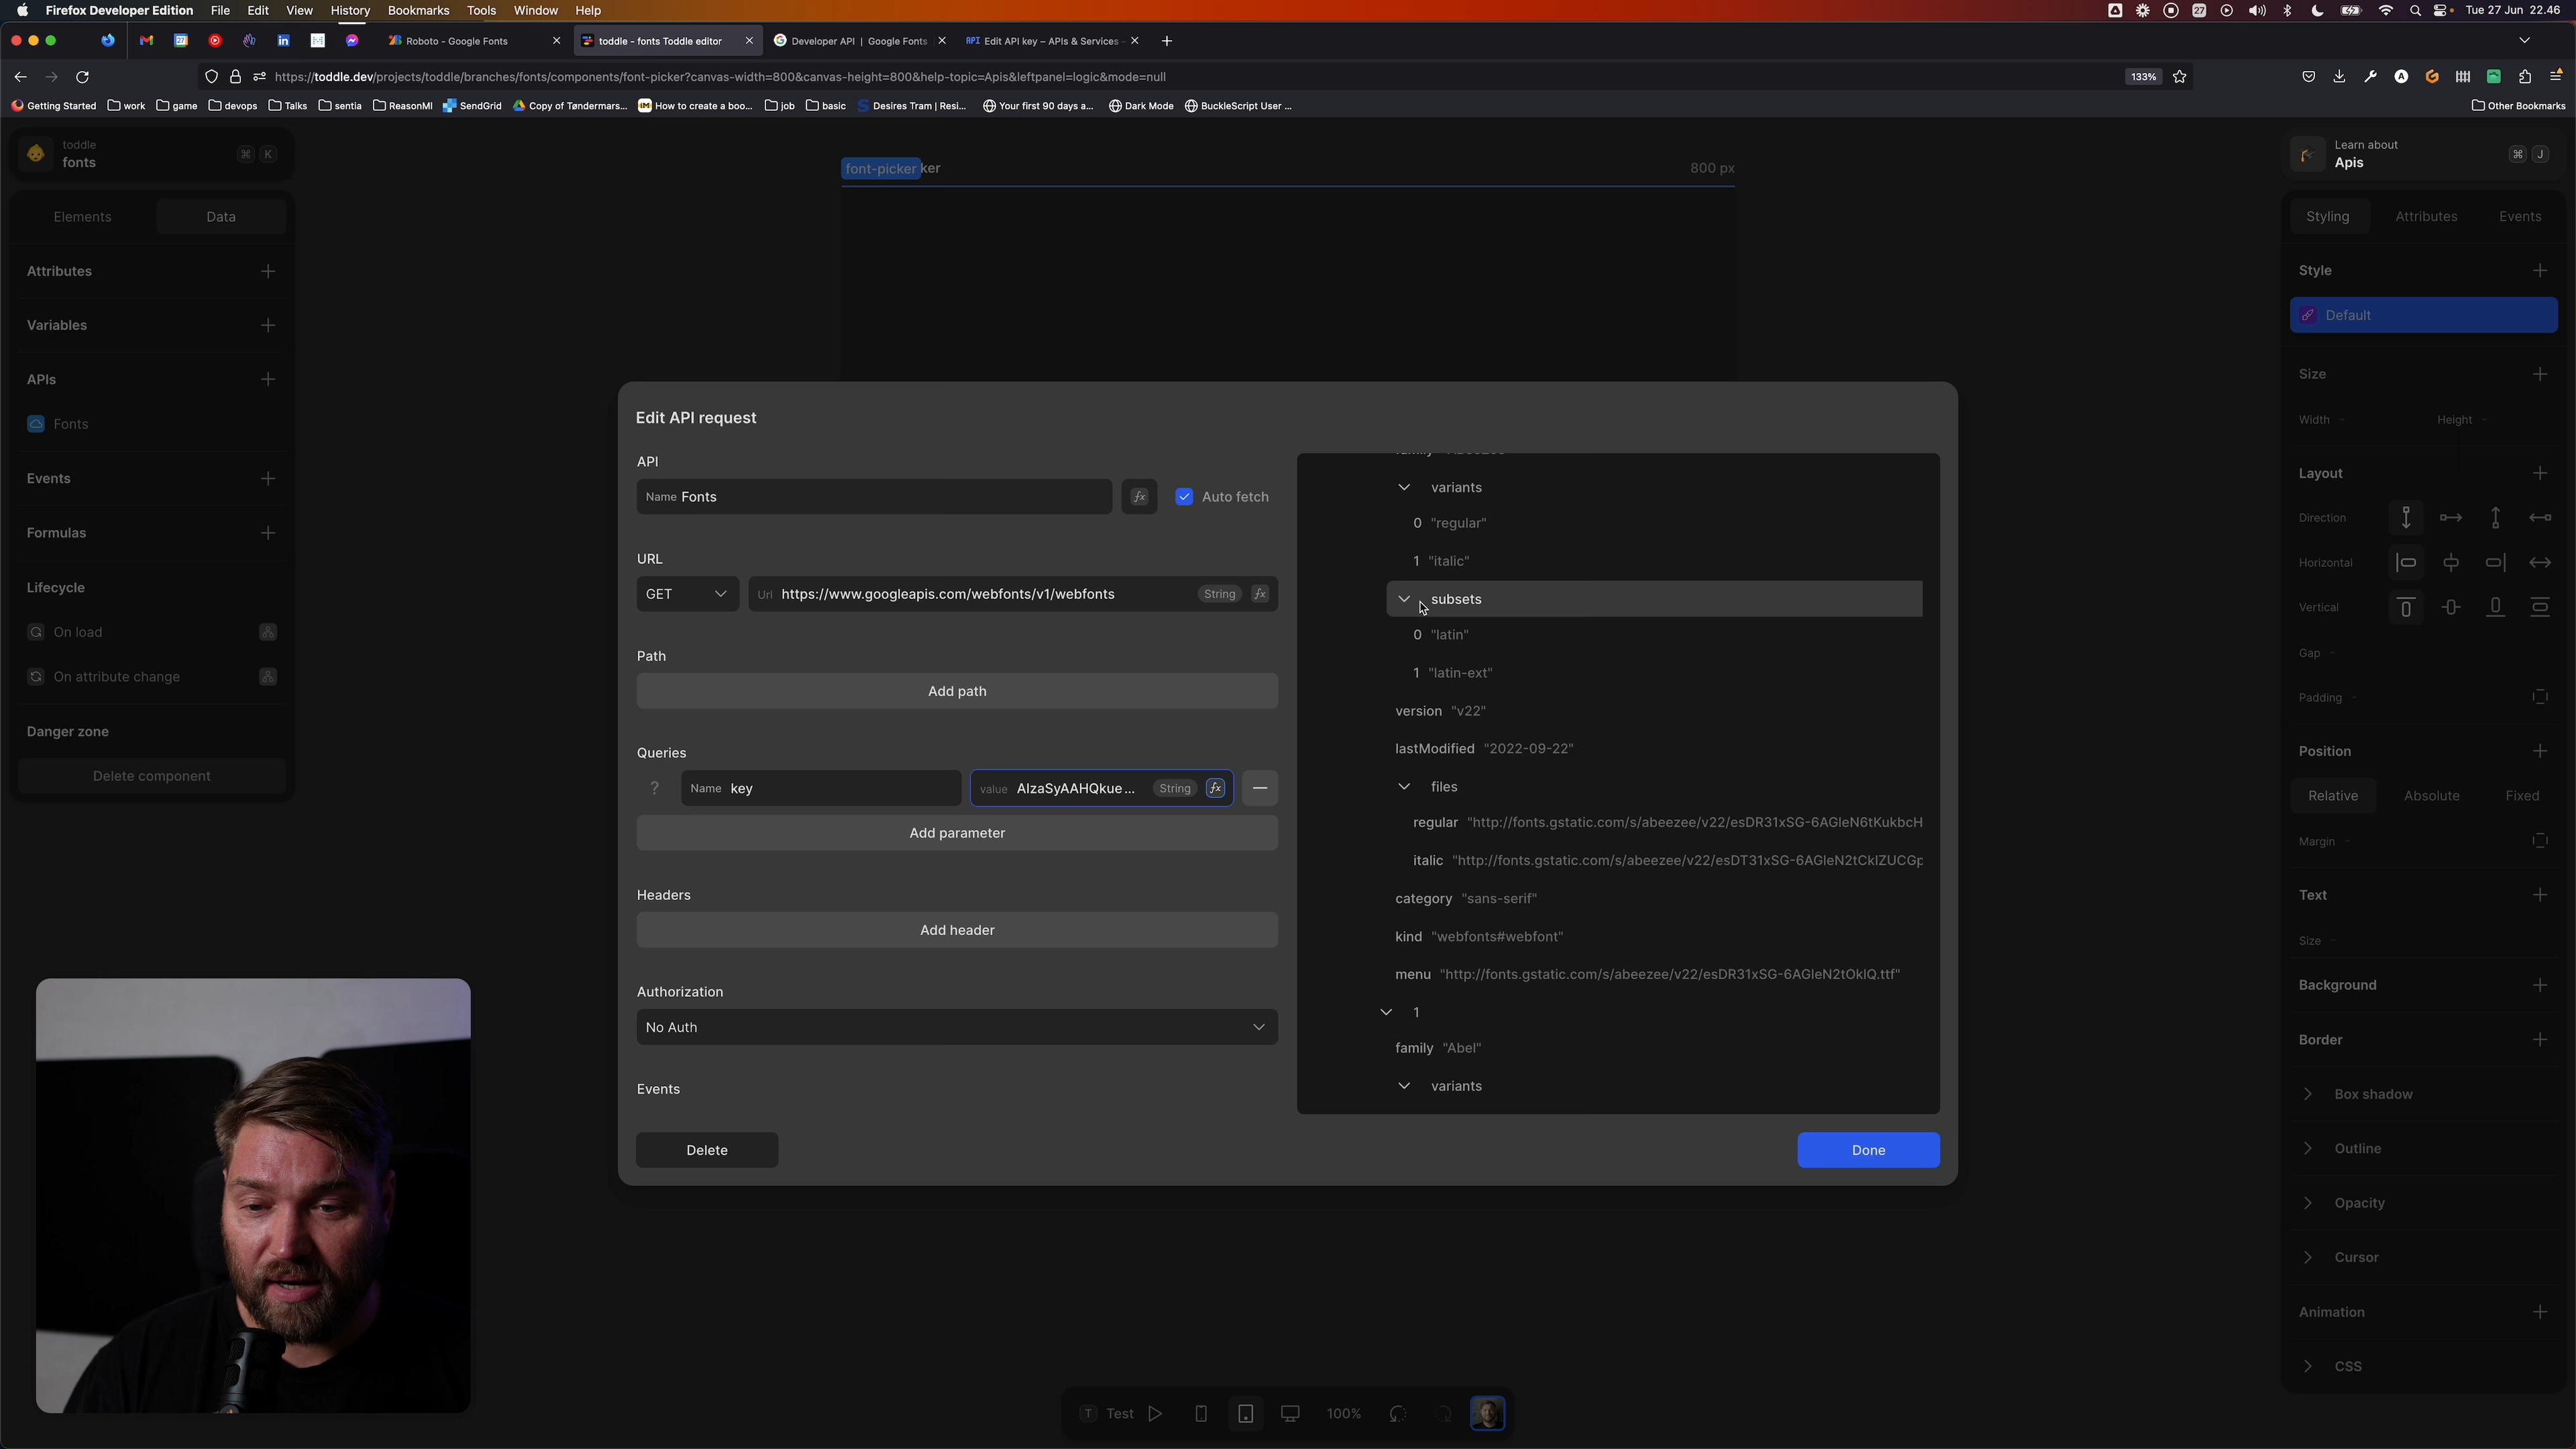 Firefox Developer Edition File Edit View History Bookmarks Tools Window Help 27 Tue 27 Jun 22.46
Roboto - Google Fonts toddle - fonts Toddle editor Developer API | Google Fonts API Edit API key – APIs & Services -
https://toddle.dev/projects/toddle/branches/fonts/components/font-picker?canvas-width=800&canvas-height=800&help-topic=Apis&leftpanel=logic&mode=null 133%
Getting Started work game devops Talks sentia ReasonMl SendGrid Copy of Tøndermars... How to create a boo... job basic Desires Tram | Resi... Your first 90 days a... Dark Mode BuckleScript User ... Other Bookmarks
toddle
fonts
⌘ K
font-picker ker 800 px
Learn about
Apis
⌘ J
Elements Data
Attributes
Variables
APIs
Fonts
Events
Formulas
Lifecycle
On load
On attribute change
Danger zone
Delete component
Edit API request
API
Name Fonts fx Auto fetch
URL
GET Url https://www.googleapis.com/webfonts/v1/webfonts String fx
Path
Add path
Queries
? Name key value AIzaSyAAHQkue... String fx
Add parameter
Headers
Add header
Authorization
No Auth
Events
Delete
variants
0 "regular"
1 "italic"
subsets
0 "latin"
1 "latin-ext"
version "v22"
lastModified "2022-09-22"
files
regular "http://fonts.gstatic.com/s/abeezee/v22/esDR31xSG-6AGleN6tKukbcH
italic "http://fonts.gstatic.com/s/abeezee/v22/esDT31xSG-6AGleN2tCklZUCGp
category "sans-serif"
kind "webfonts#webfont"
menu "http://fonts.gstatic.com/s/abeezee/v22/esDR31xSG-6AGleN2tOklQ.ttf"
1
family "Abel"
variants
Done
Styling Attributes Events
Style
Default
Size
Width - Height -
Layout
Direction
Horizontal
Vertical
Gap -
Padding -
Position
Relative Absolute Fixed
Margin -
Text
Size -
Background
Border
Box shadow
Outline
Opacity
Cursor
Animation
CSS
T Test 100%